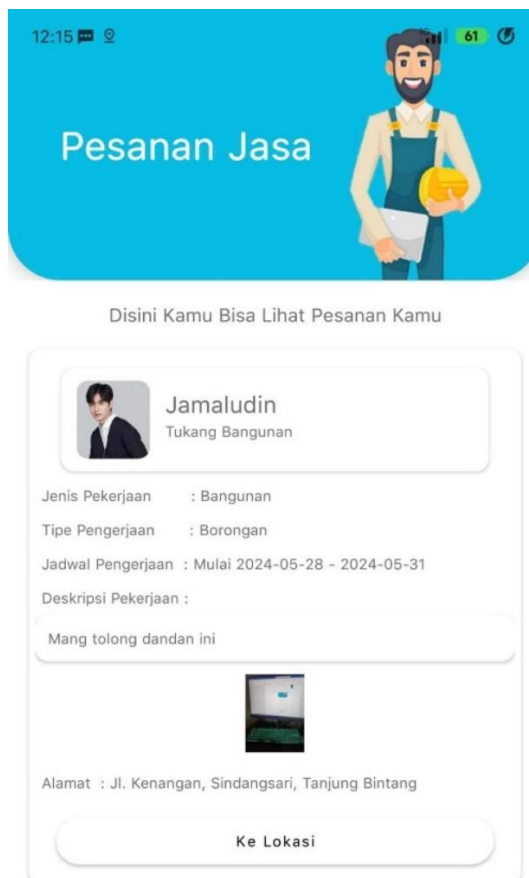 12:15
61
Pesanan Jasa
Disini Kamu Bisa Lihat Pesanan Kamu
Jamaludin
Tukang Bangunan
Jenis Pekerjaan : Bangunan
Tipe Pengerjaan : Borongan
Jadwal Pengerjaan : Mulai 2024-05-28 - 2024-05-31
Deskripsi Pekerjaan :
Mang tolong dandan ini
Alamat : Jl. Kenangan, Sindangsari, Tanjung Bintang
Ke Lokasi